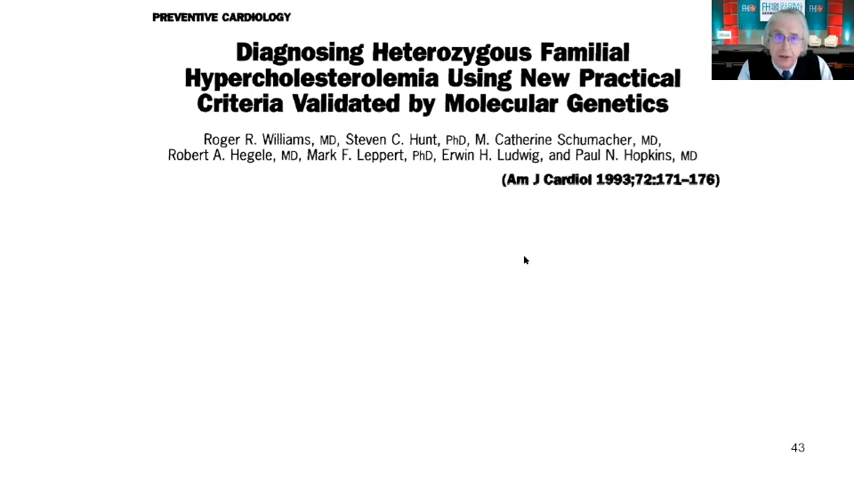 PREVENTIVE CARDIOLOGY
Diagnosing Heterozygous Familial
Hypercholesterolemia Using New Practical
Criteria Validated by Molecular Genetics
Roger R. Williams, MD, Steven C. Hunt, PhD, M. Catherine Schumacher, MD,
Robert A. Hegele, MD, Mark F. Leppert, PhD, Erwin H. Ludwig, and Paul N. Hopkins, MD
(Am J Cardiol 1993;72:171–176)
43